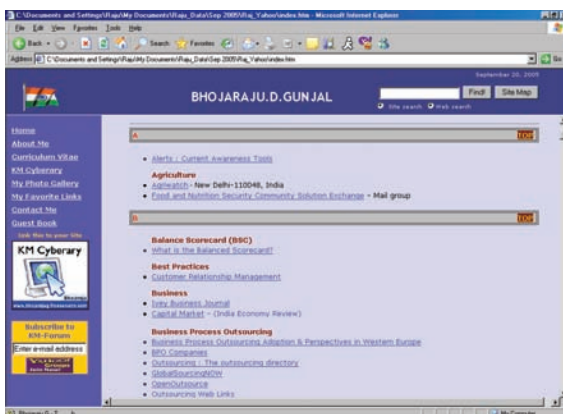 C:\Documents and Settings\Raju\My Documents\Raju_Data\Sep 2005\Raj_Yahoo\index.htm - Microsoft Internet Explorer
File Edit View Favorites Tools Help
Back Search Favorites
Address C:\Documents and Settings\Raju\My Documents\Raju_Data\Sep 2005\Raj_Yahoo\index.htm Go
September 20, 2005
BHOJARAJU.D.GUNJAL
Find! Site Map
Site search Web search
Home
About Me
Curriculum Vitae
KM Cyberary
My Photo Gallery
My Favorite Links
Contact Me
Guest Book
Link this to your Site
KM Cyberary
Subscribe to
KM-Forum
Enter e-mail address
A TOP
Alerts : Current Awareness Tools
Agriculture
Agriwatch - New Delhi-110048, India
Food and Nutrition Security Community Solution Exchange - Mail group
B TOP
Balance Scorecard (BSC)
What is the Balanced Scorecard?
Best Practices
Customer Relationship Management
Business
Ivey Business Journal
Capital Market - (India Economy Review)
Business Process Outsourcing
Business Process Outsourcing Adoption & Perspectives in Western Europe
BPO Companies
Outsourcing : The outsourcing directory
GlobalSourcingNOW
OpenOutsource
Outsourcing Web Links
My Computer